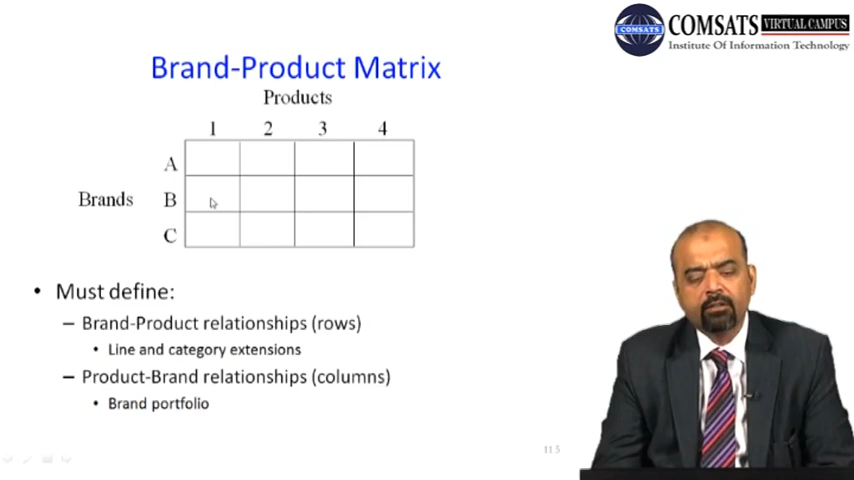 COMSATS VIRTUAL CAMPUS
COMSATS
Institute Of Information Technology
Brand-Product Matrix
Products
1 2 3 4
A
Brands B
C
• Must define:
– Brand-Product relationships (rows)
• Line and category extensions
– Product-Brand relationships (columns)
• Brand portfolio